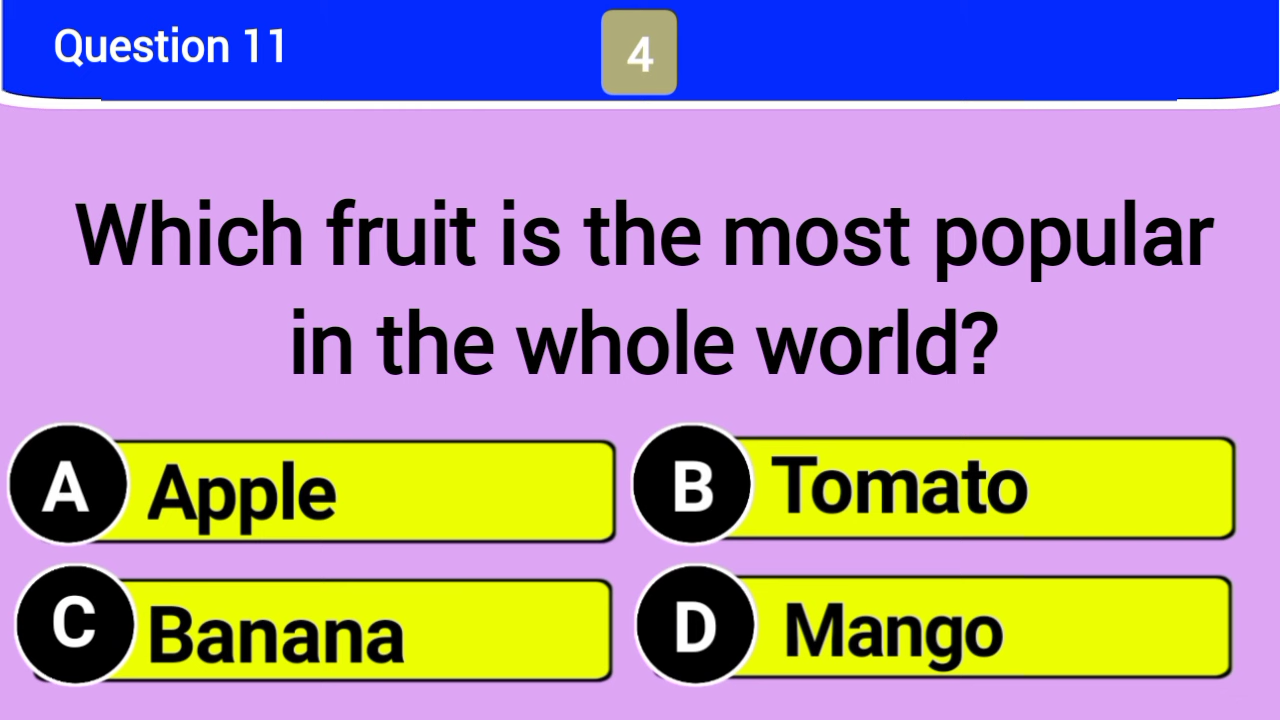 Question 11
4
Which fruit is the most popular
in the whole world?
A Apple
B Tomato
C Banana
D Mango